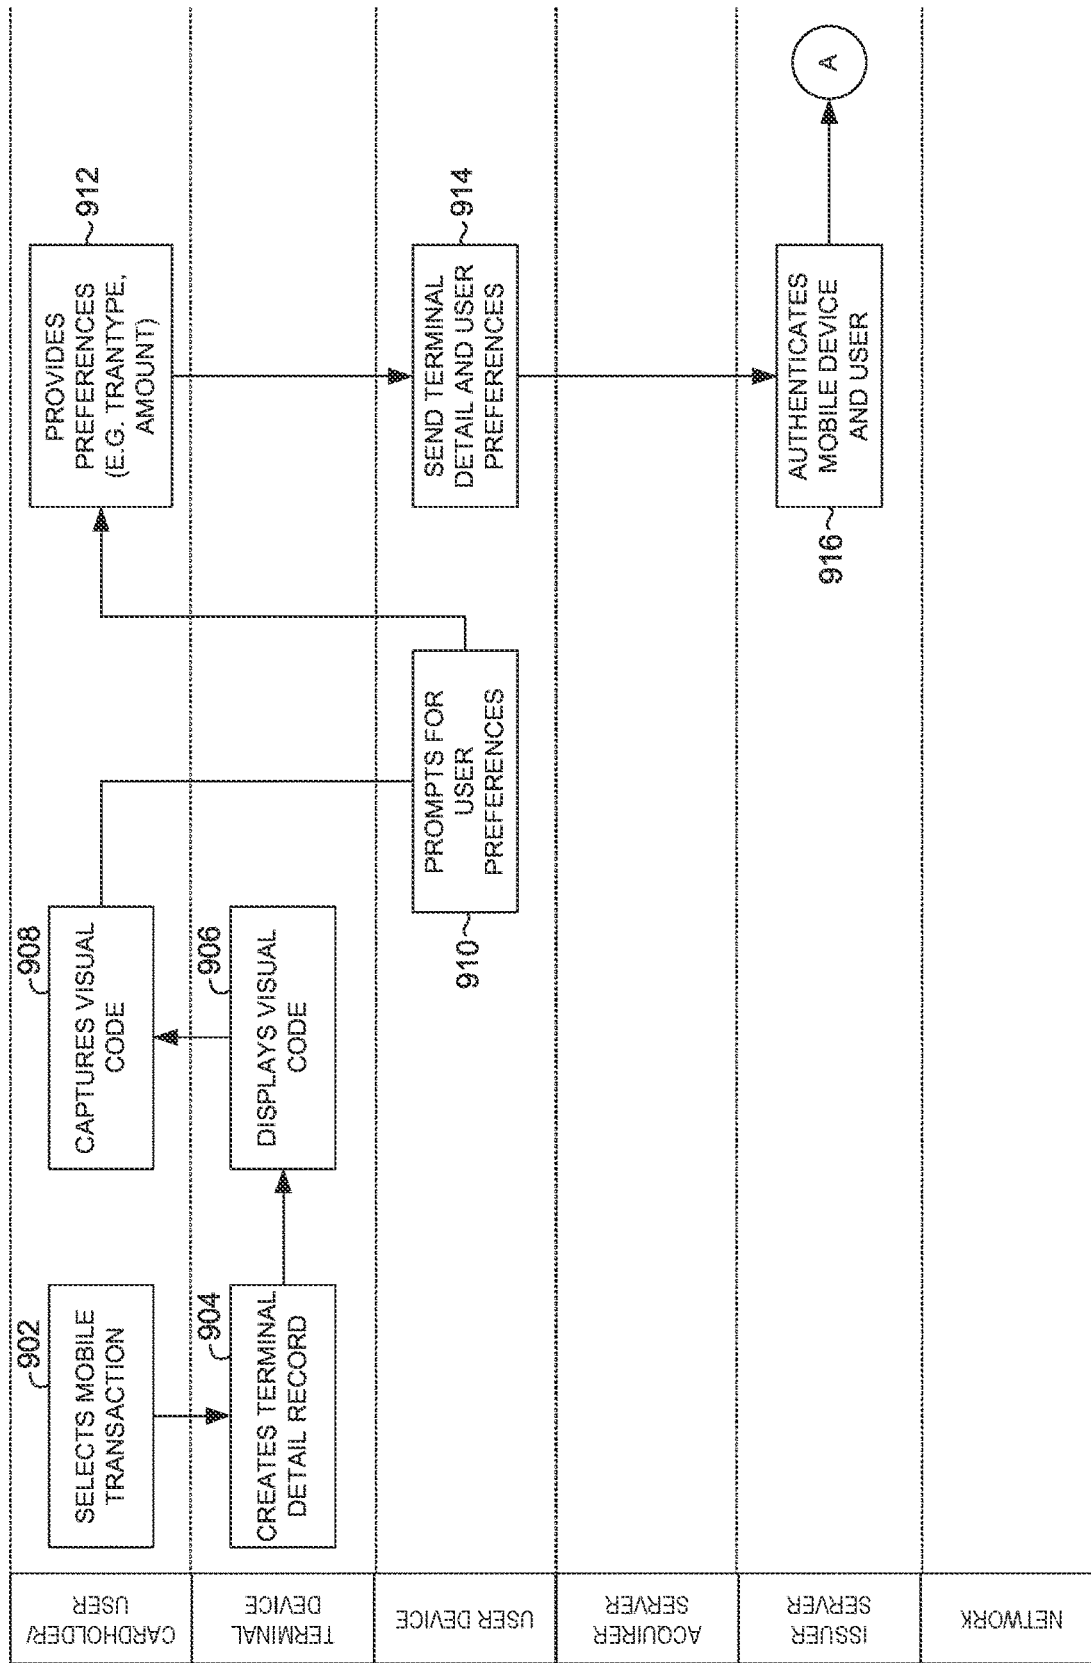 CARDHOLDER/
USER
TERMINAL
DEVICE
USER DEVICE
ACQUIRER
SERVER
ISSUER
SERVER
NETWORK
902
SELECTS MOBILE
TRANSACTION
904
CREATES TERMINAL
DETAIL RECORD
906
DISPLAYS VISUAL
CODE
908
CAPTURES VISUAL
CODE
910
PROMPTS FOR
USER
PREFERENCES
912
PROVIDES
PREFERENCES
(E.G. TRANTYPE,
AMOUNT)
914
SEND TERMINAL
DETAIL AND USER
PREFERENCES
916
AUTHENTICATES
MOBILE DEVICE
AND USER
A